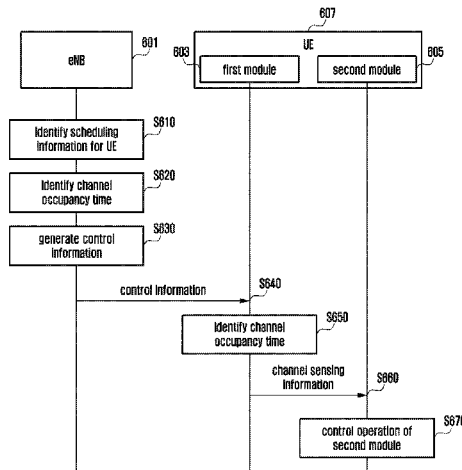 607
601
UE
603
605
eNB
first module
second module
S610
Identify scheduling
information for UE
S620
Identify channel
occupancy time
S630
generate control
information
control information
S640
S650
Identify channel
occupancy time
channel sensing
information
S660
S670
control operation of
second module